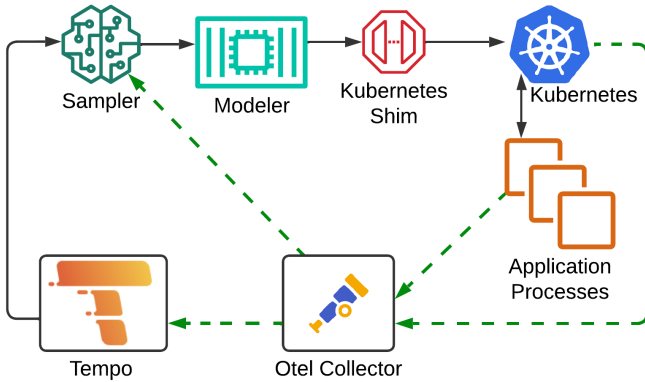 Sampler
Modeler
Kubernetes
Shim
Kubernetes
Application
Processes
Tempo
Otel Collector